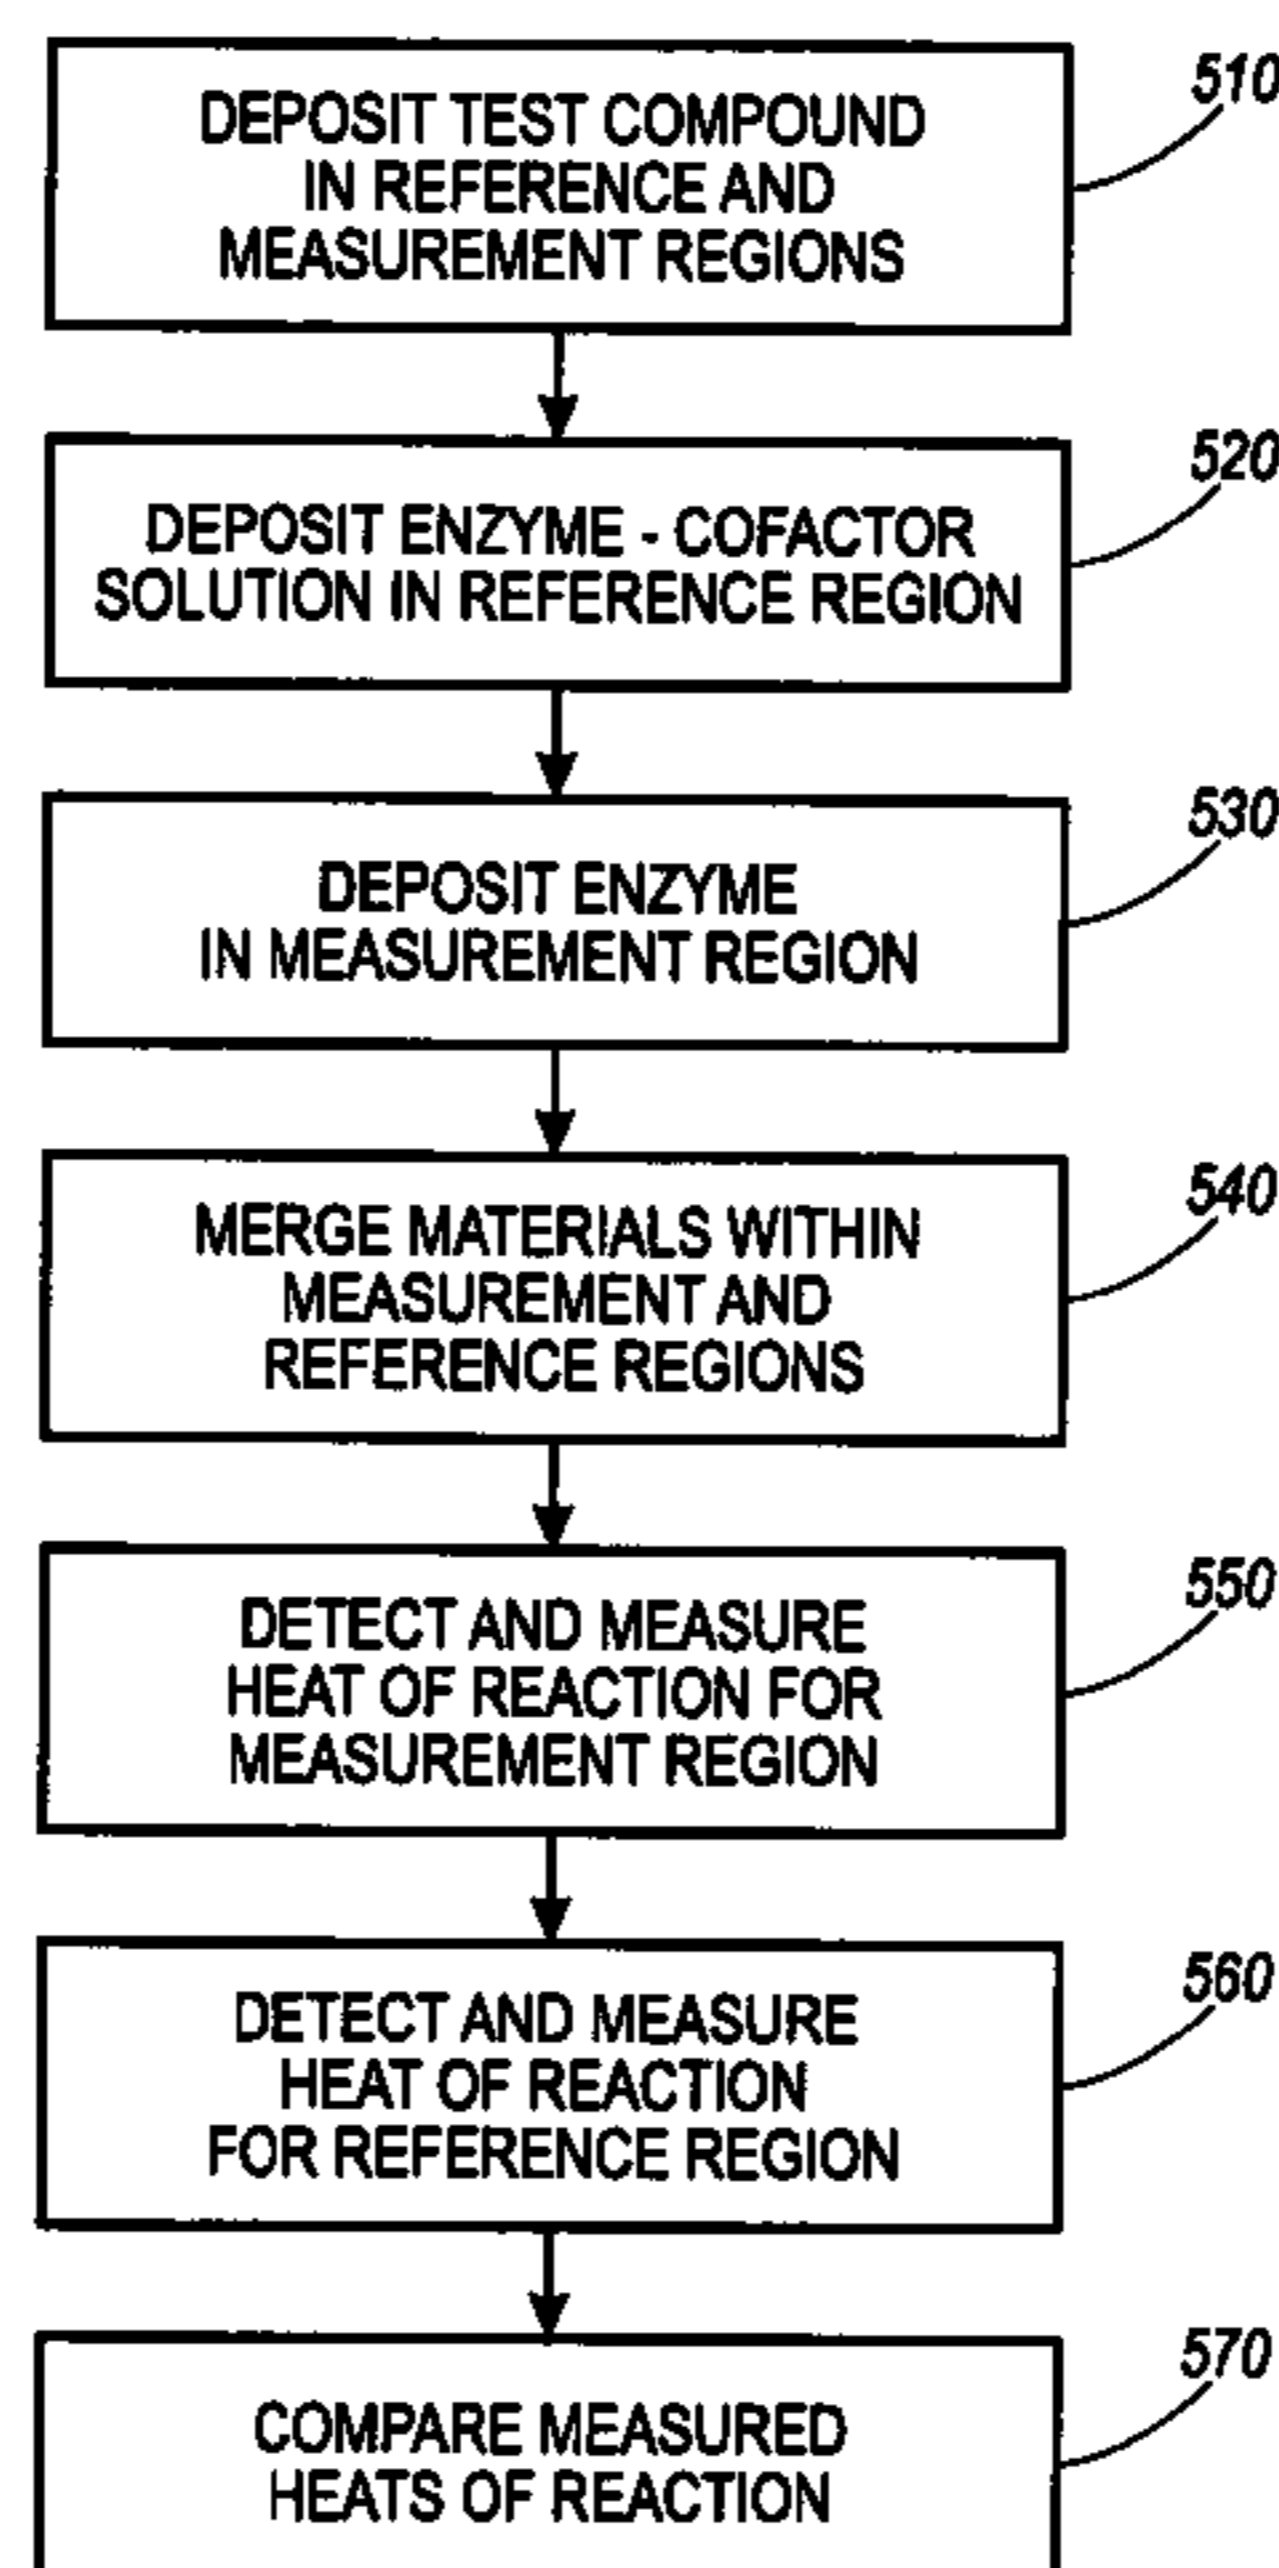 DEPOSIT TEST COMPOUND
IN REFERENCE AND
MEASUREMENT REGIONS
510
DEPOSIT ENZYME - COFACTOR
SOLUTION IN REFERENCE REGION
520
DEPOSIT ENZYME
IN MEASUREMENT REGION
530
MERGE MATERIALS WITHIN
MEASUREMENT AND
REFERENCE REGIONS
540
DETECT AND MEASURE
HEAT OF REACTION FOR
MEASUREMENT REGION
550
DETECT AND MEASURE
HEAT OF REACTION
FOR REFERENCE REGION
560
COMPARE MEASURED
HEATS OF REACTION
570